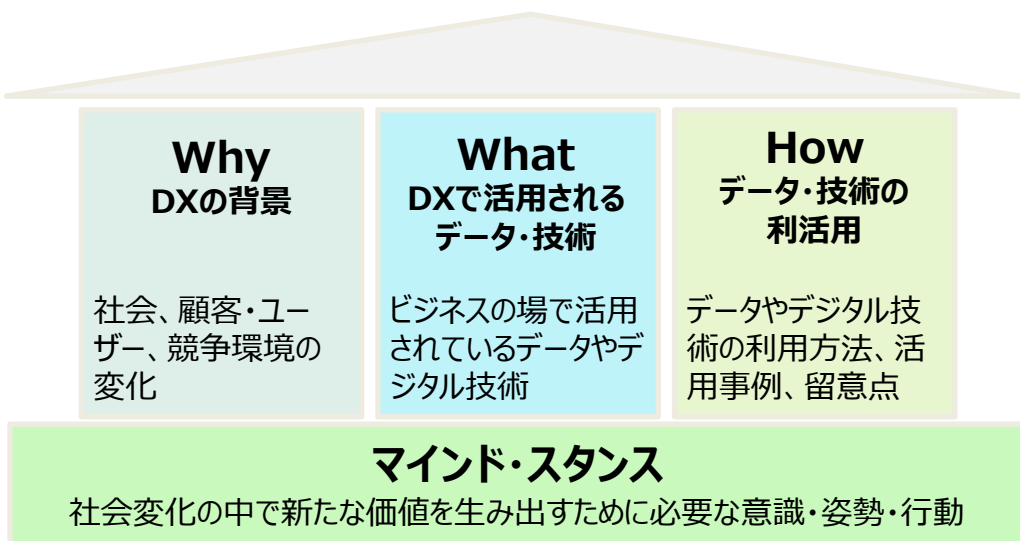 Why
DXの背景
社会、顧客・ユー
ザー、競争環境の
変化
What
DXで活用される
データ・技術
ビジネスの場で活用
されているデータやデ
ジタル技術
How
データ・技術の
利活用
データやデジタル技
術の利用方法、活
用事例、留意点
マインド・スタンス
社会変化の中で新たな価値を生み出すために必要な意識・姿勢・行動